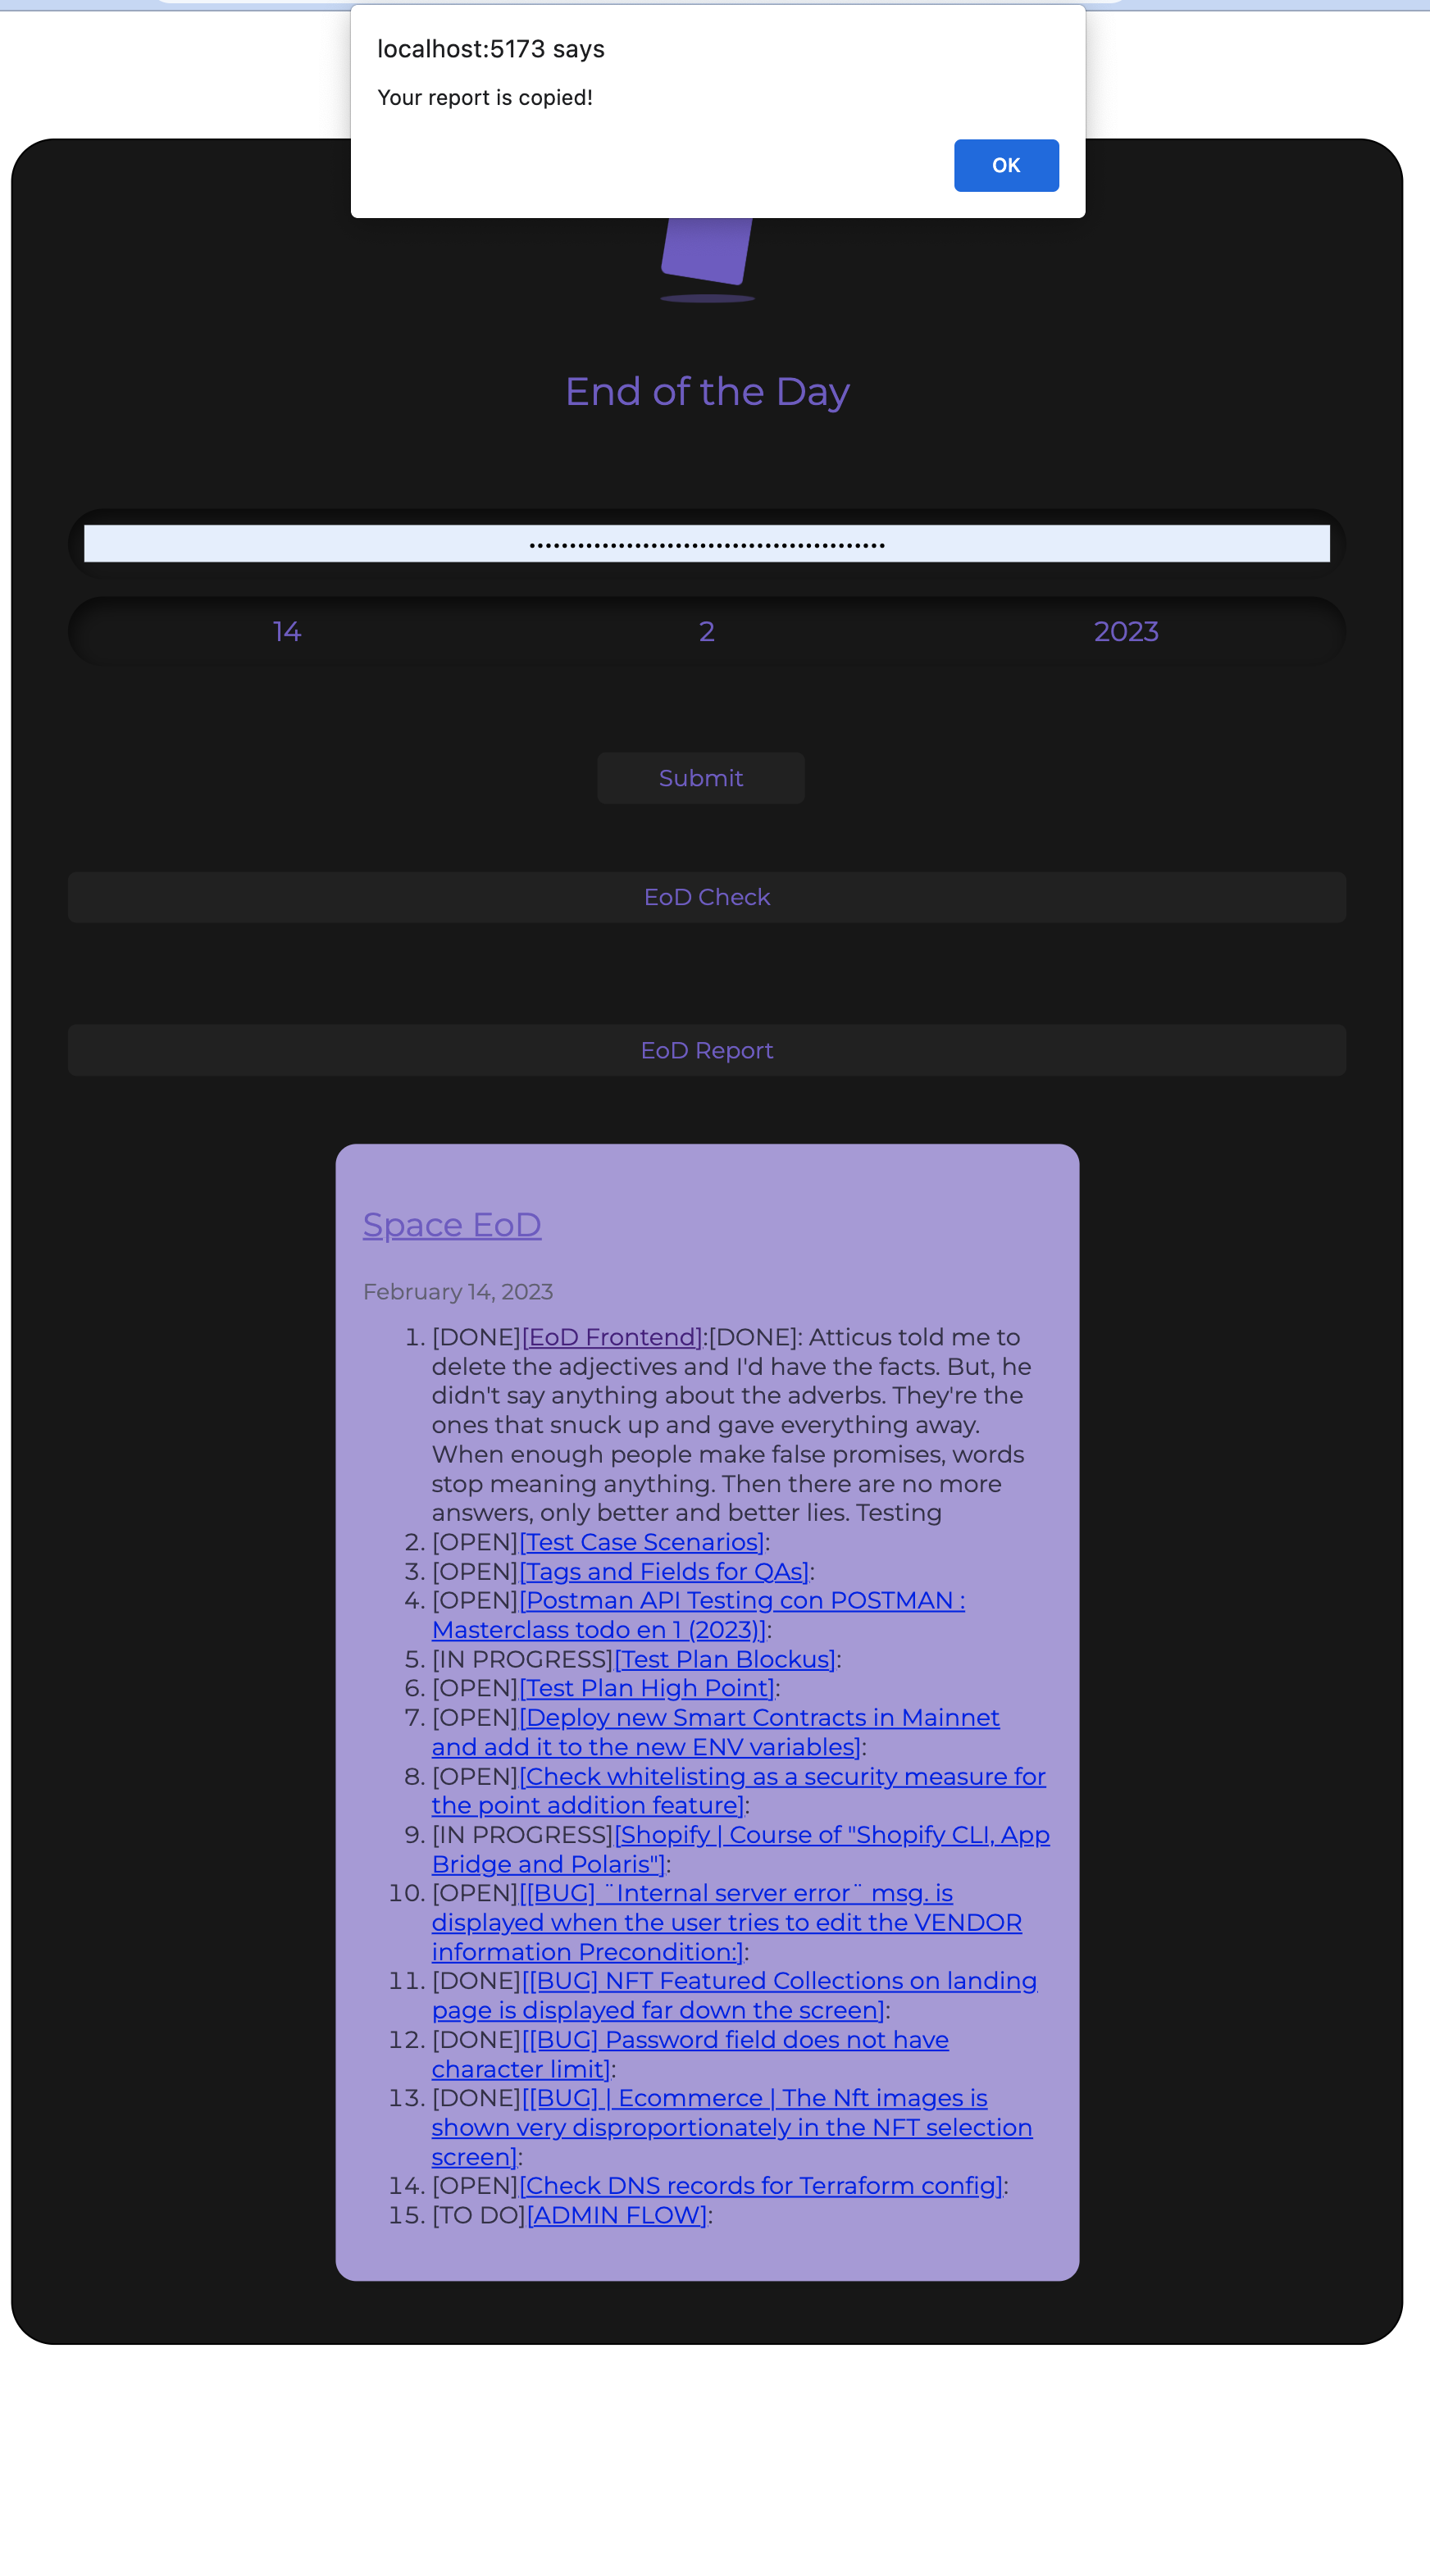 localhost:5173 says
Your report is copied!
OK
End of the Day
••••••••••••••••••••••••••••••••••••••••••••
14 2 2023
Submit
EoD Check
EoD Report
Space EoD
February 14, 2023
1. [DONE][EoD Frontend]:[DONE]: Atticus told me to
delete the adjectives and I'd have the facts. But, he
didn't say anything about the adverbs. They're the
ones that snuck up and gave everything away.
When enough people make false promises, words
stop meaning anything. Then there are no more
answers, only better and better lies. Testing
2. [OPEN][Test Case Scenarios]:
3. [OPEN][Tags and Fields for QAs]:
4. [OPEN][Postman API Testing con POSTMAN :
Masterclass todo en 1 (2023)]:
5. [IN PROGRESS][Test Plan Blockus]:
6. [OPEN][Test Plan High Point]:
7. [OPEN][Deploy new Smart Contracts in Mainnet
and add it to the new ENV variables]:
8. [OPEN][Check whitelisting as a security measure for
the point addition feature]:
9. [IN PROGRESS][Shopify | Course of "Shopify CLI, App
Bridge and Polaris"]:
10. [OPEN][[BUG] ¨Internal server error¨ msg. is
displayed when the user tries to edit the VENDOR
information Precondition:]:
11. [DONE][[BUG] NFT Featured Collections on landing
page is displayed far down the screen]:
12. [DONE][[BUG] Password field does not have
character limit]:
13. [DONE][[BUG] | Ecommerce | The Nft images is
shown very disproportionately in the NFT selection
screen]:
14. [OPEN][Check DNS records for Terraform config]:
15. [TO DO][ADMIN FLOW]: